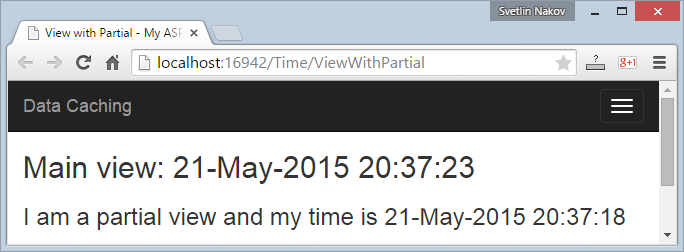 Svetlin Nakov
View with Partial - My ASP
localhost:16942/Time/ViewWithPartial
g+1
Data Caching
Main view: 21-May-2015 20:37:23
I am a partial view and my time is 21-May-2015 20:37:18